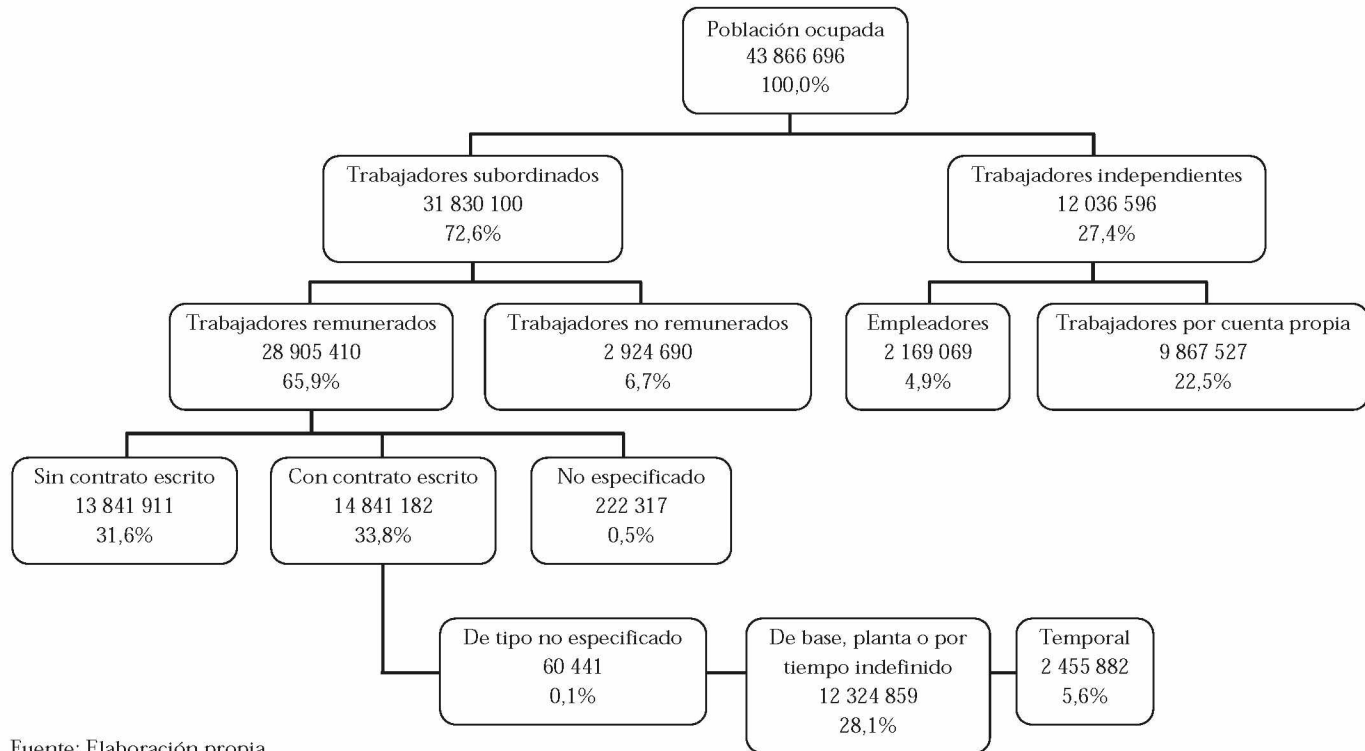 Población ocupada
43 866 696
100,0%
Trabajadores subordinados
31 830 100
72,6%
Trabajadores independientes
12 036 596
27,4%
Trabajadores remunerados
28 905 410
65,9%
Trabajadores no remunerados
2 924 690
6,7%
Empleadores
2 169 069
4,9%
Trabajadores por cuenta propia
9 867 527
22,5%
Sin contrato escrito
13 841 911
31,6%
Con contrato escrito
14 841 182
33,8%
No especificado
222 317
0,5%
De tipo no especificado
60 441
0,1%
De base, planta o por
tiempo indefinido
12 324 859
28,1%
Temporal
2 455 882
5,6%
Fuente: Elaboración propia